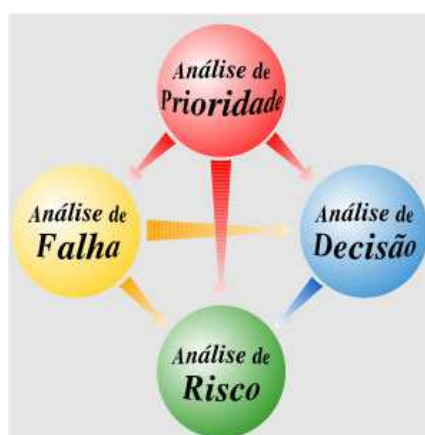 Análise de
Prioridade
Análise de
Falha
Análise de
Decisão
Análise de
Risco